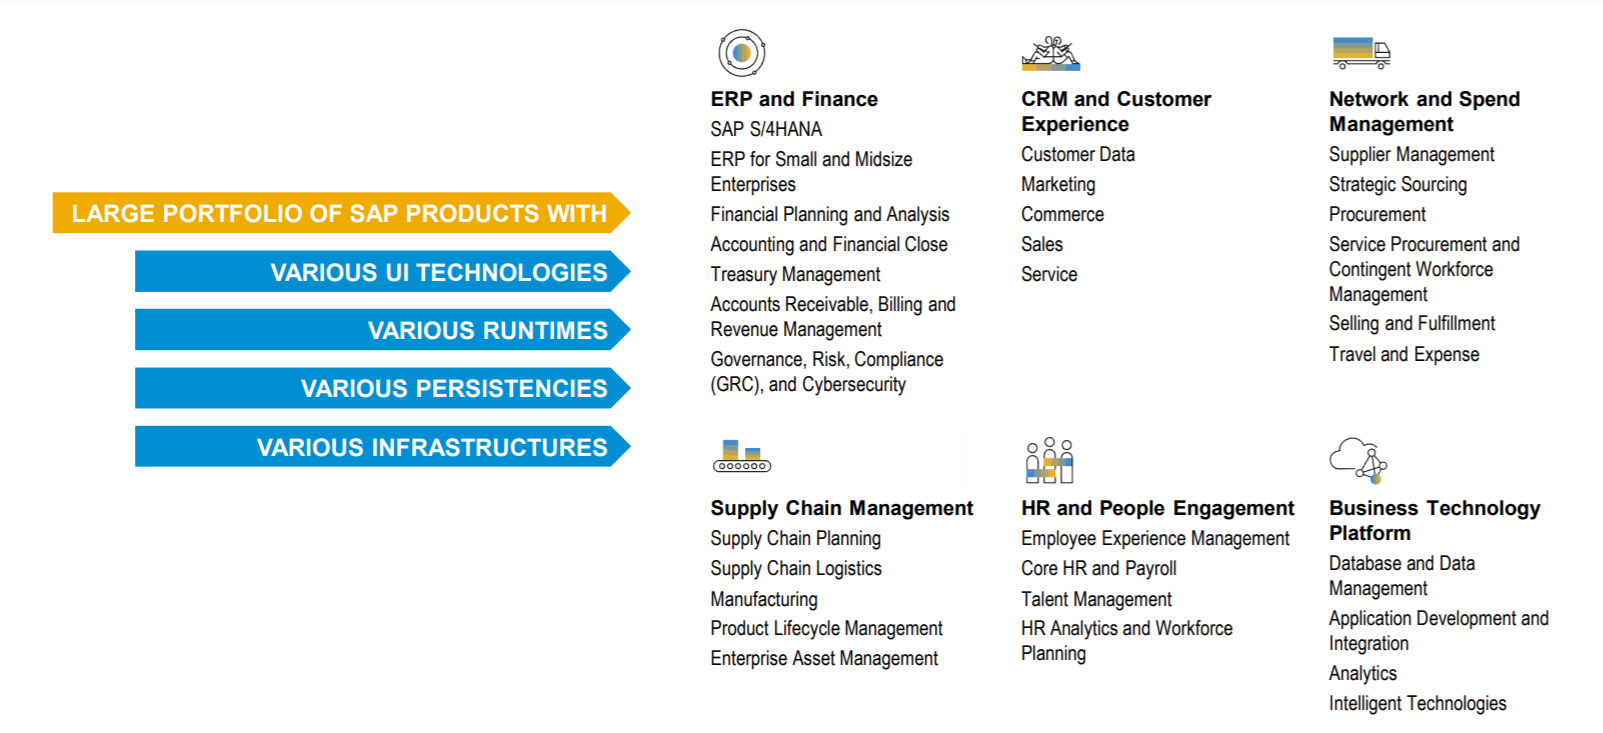 LARGE PORTFOLIO OF SAP PRODUCTS WITH
VARIOUS UI TECHNOLOGIES
VARIOUS RUNTIMES
VARIOUS PERSISTENCIES
VARIOUS INFRASTRUCTURES
ERP and Finance
SAP S/4HANA
ERP for Small and Midsize
Enterprises
Financial Planning and Analysis
Accounting and Financial Close
Treasury Management
Accounts Receivable, Billing and
Revenue Management
Governance, Risk, Compliance
(GRC), and Cybersecurity
CRM and Customer
Experience
Customer Data
Marketing
Commerce
Sales
Service
Network and Spend
Management
Supplier Management
Strategic Sourcing
Procurement
Service Procurement and
Contingent Workforce
Management
Selling and Fulfillment
Travel and Expense
Supply Chain Management
Supply Chain Planning
Supply Chain Logistics
Manufacturing
Product Lifecycle Management
Enterprise Asset Management
HR and People Engagement
Employee Experience Management
Core HR and Payroll
Talent Management
HR Analytics and Workforce
Planning
Business Technology
Platform
Database and Data
Management
Application Development and
Integration
Analytics
Intelligent Technologies